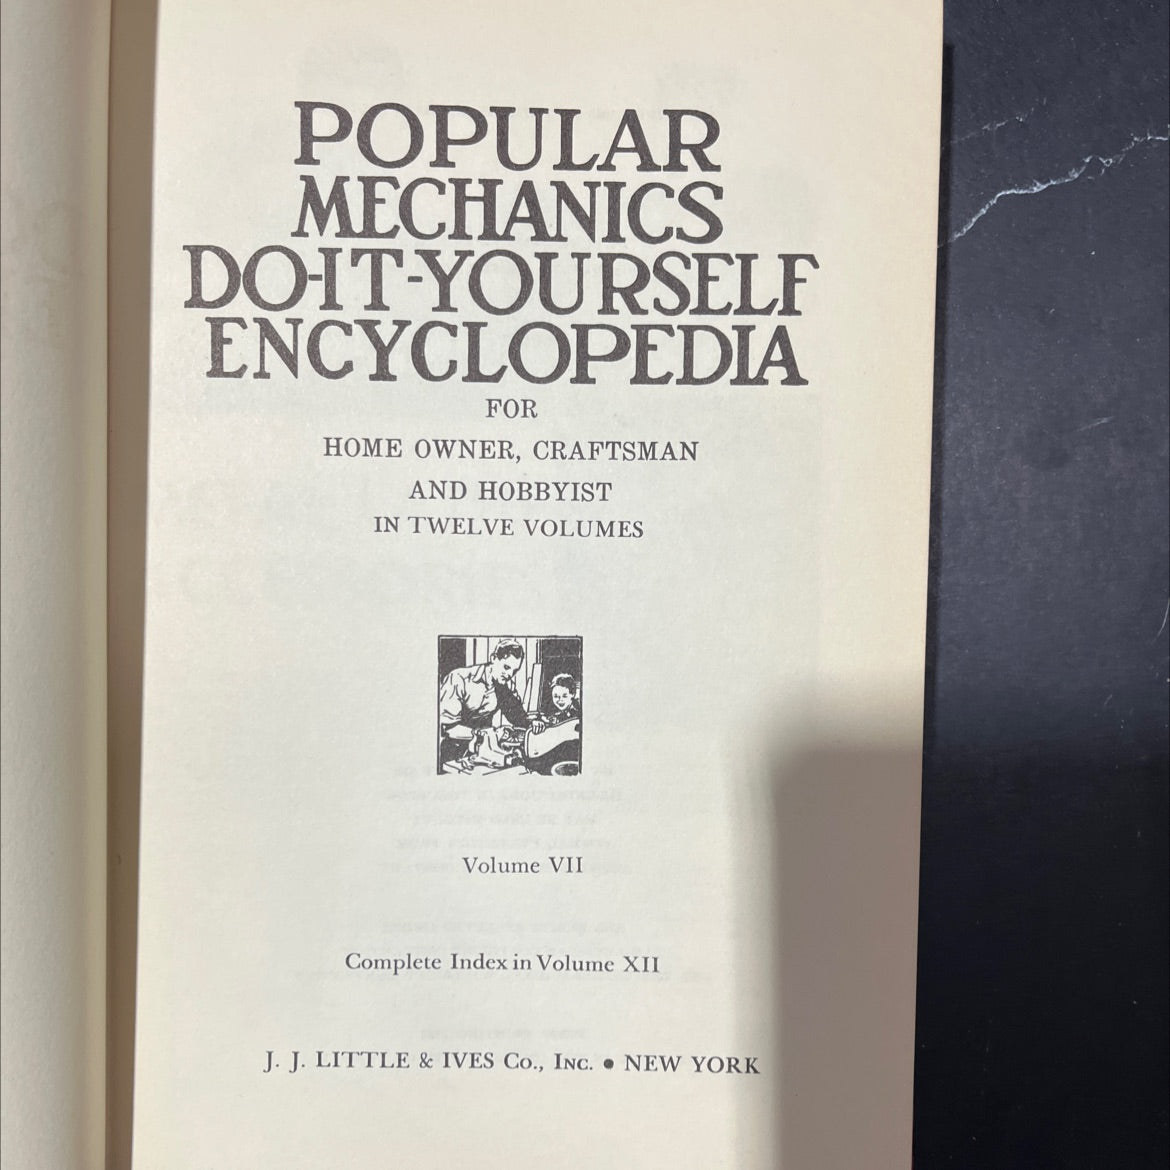 POPULAR
MECHANICS
DO-IT-YOURSELF
ENCYCLOPEDIA
FOR
HOME OWNER, CRAFTSMAN
AND HOBBYIST
IN TWELVE VOLUMES
Volume VII
Complete Index in Volume XII
J. J. LITTLE & IVES Co., Inc. • NEW YORK